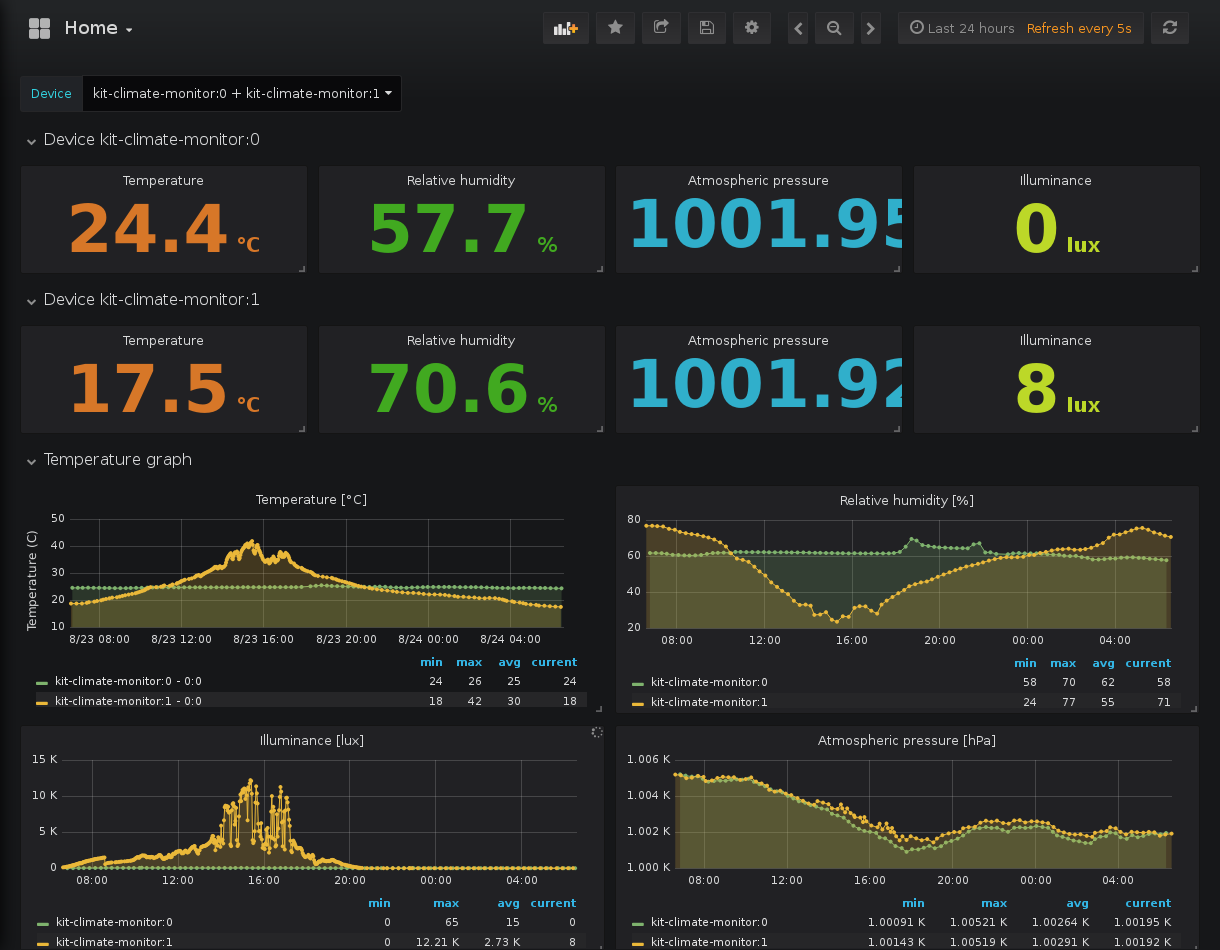 Home
Last 24 hours Refresh every 5s
Device kit-climate-monitor:0 + kit-climate-monitor:1
Device kit-climate-monitor:0
Temperature Relative humidity Atmospheric pressure Illuminance
24.4 °C 57.7 % 1001.95 0 lux
Device kit-climate-monitor:1
Temperature Relative humidity Atmospheric pressure Illuminance
17.5 °C 70.6 % 1001.92 8 lux
Temperature graph
Temperature [°C]
Temperature (C)
50
40
30
20
10
8/23 08:00 8/23 12:00 8/23 16:00 8/23 20:00 8/24 00:00 8/24 04:00
min max avg current
kit-climate-monitor:0 - 0:0 24 26 25 24
kit-climate-monitor:1 - 0:0 18 42 30 18
Relative humidity [%]
80
60
40
20
08:00 12:00 16:00 20:00 00:00 04:00
min max avg current
kit-climate-monitor:0 58 70 62 58
kit-climate-monitor:1 24 77 55 71
Illuminance [lux]
15 K
10 K
5 K
0
08:00 12:00 16:00 20:00 00:00 04:00
min max avg current
kit-climate-monitor:0 0 65 15 0
kit-climate-monitor:1 0 12.21 K 2.73 K 8
Atmospheric pressure [hPa]
1.006 K
1.004 K
1.002 K
1.000 K
08:00 12:00 16:00 20:00 00:00 04:00
min max avg current
kit-climate-monitor:0 1.00091 K 1.00521 K 1.00264 K 1.00195 K
kit-climate-monitor:1 1.00143 K 1.00519 K 1.00291 K 1.00192 K